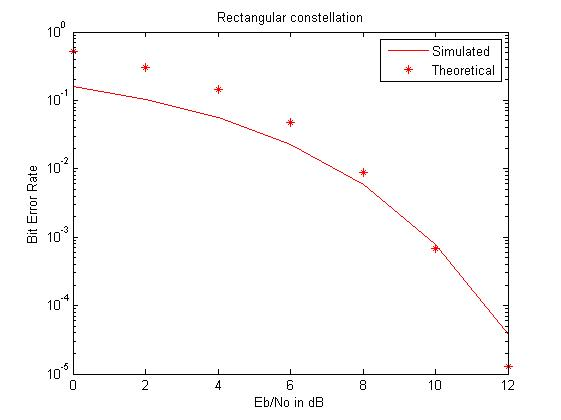 Rectangular constellation
Simulated
Theoretical
Bit Error Rate
10^0
10^-1
10^-2
10^-3
10^-4
10^-5
0 2 4 6 8 10 12
Eb/No in dB